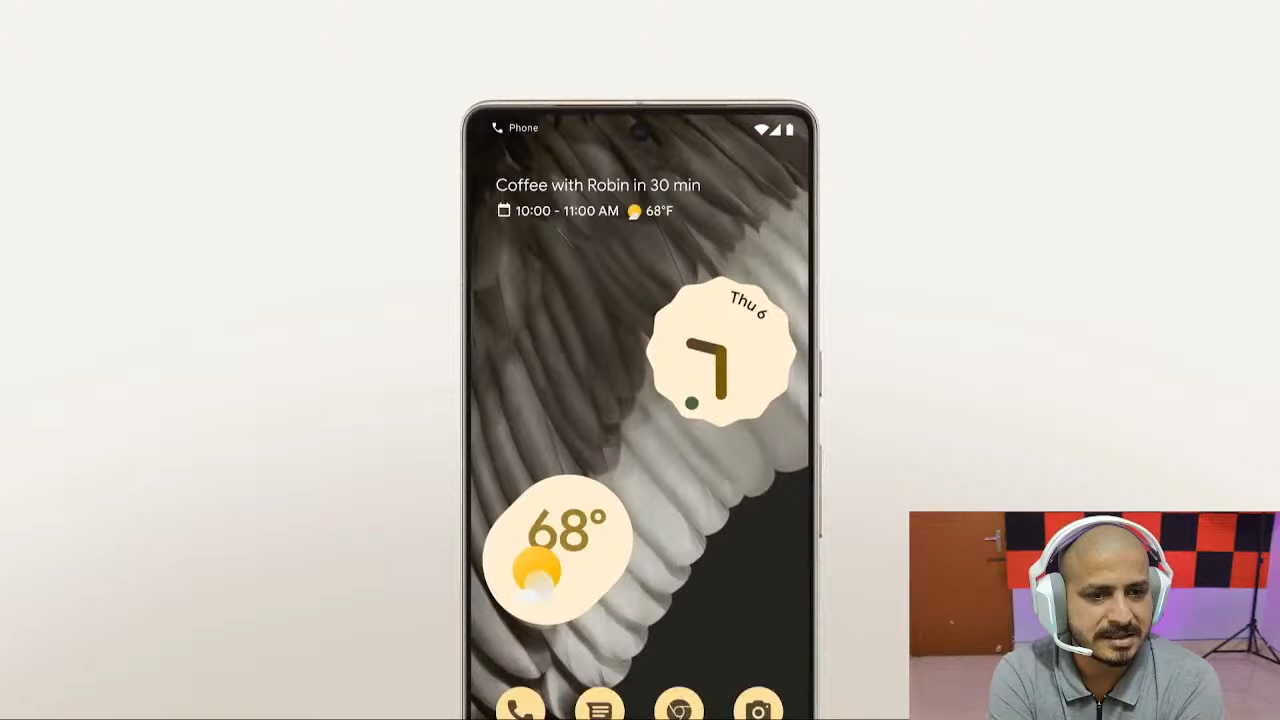 Phone
Coffee with Robin in 30 min
10:00 - 11:00 AM 68°F
Thu 6
68°